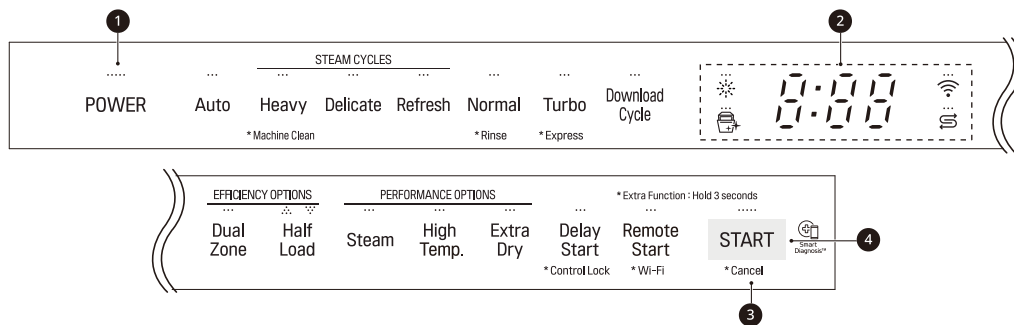 1
2
STEAM CYCLES
POWER Auto Heavy Delicate Refresh Normal Turbo Download
Cycle
* Machine Clean * Rinse * Express
8:88
EFFICIENCY OPTIONS PERFORMANCE OPTIONS * Extra Function : Hold 3 seconds
Dual Half Steam High Extra Delay Remote START
Zone Load Temp. Dry Start Start
Smart
Diagnosis™
4
* Control Lock * Wi-Fi * Cancel
3